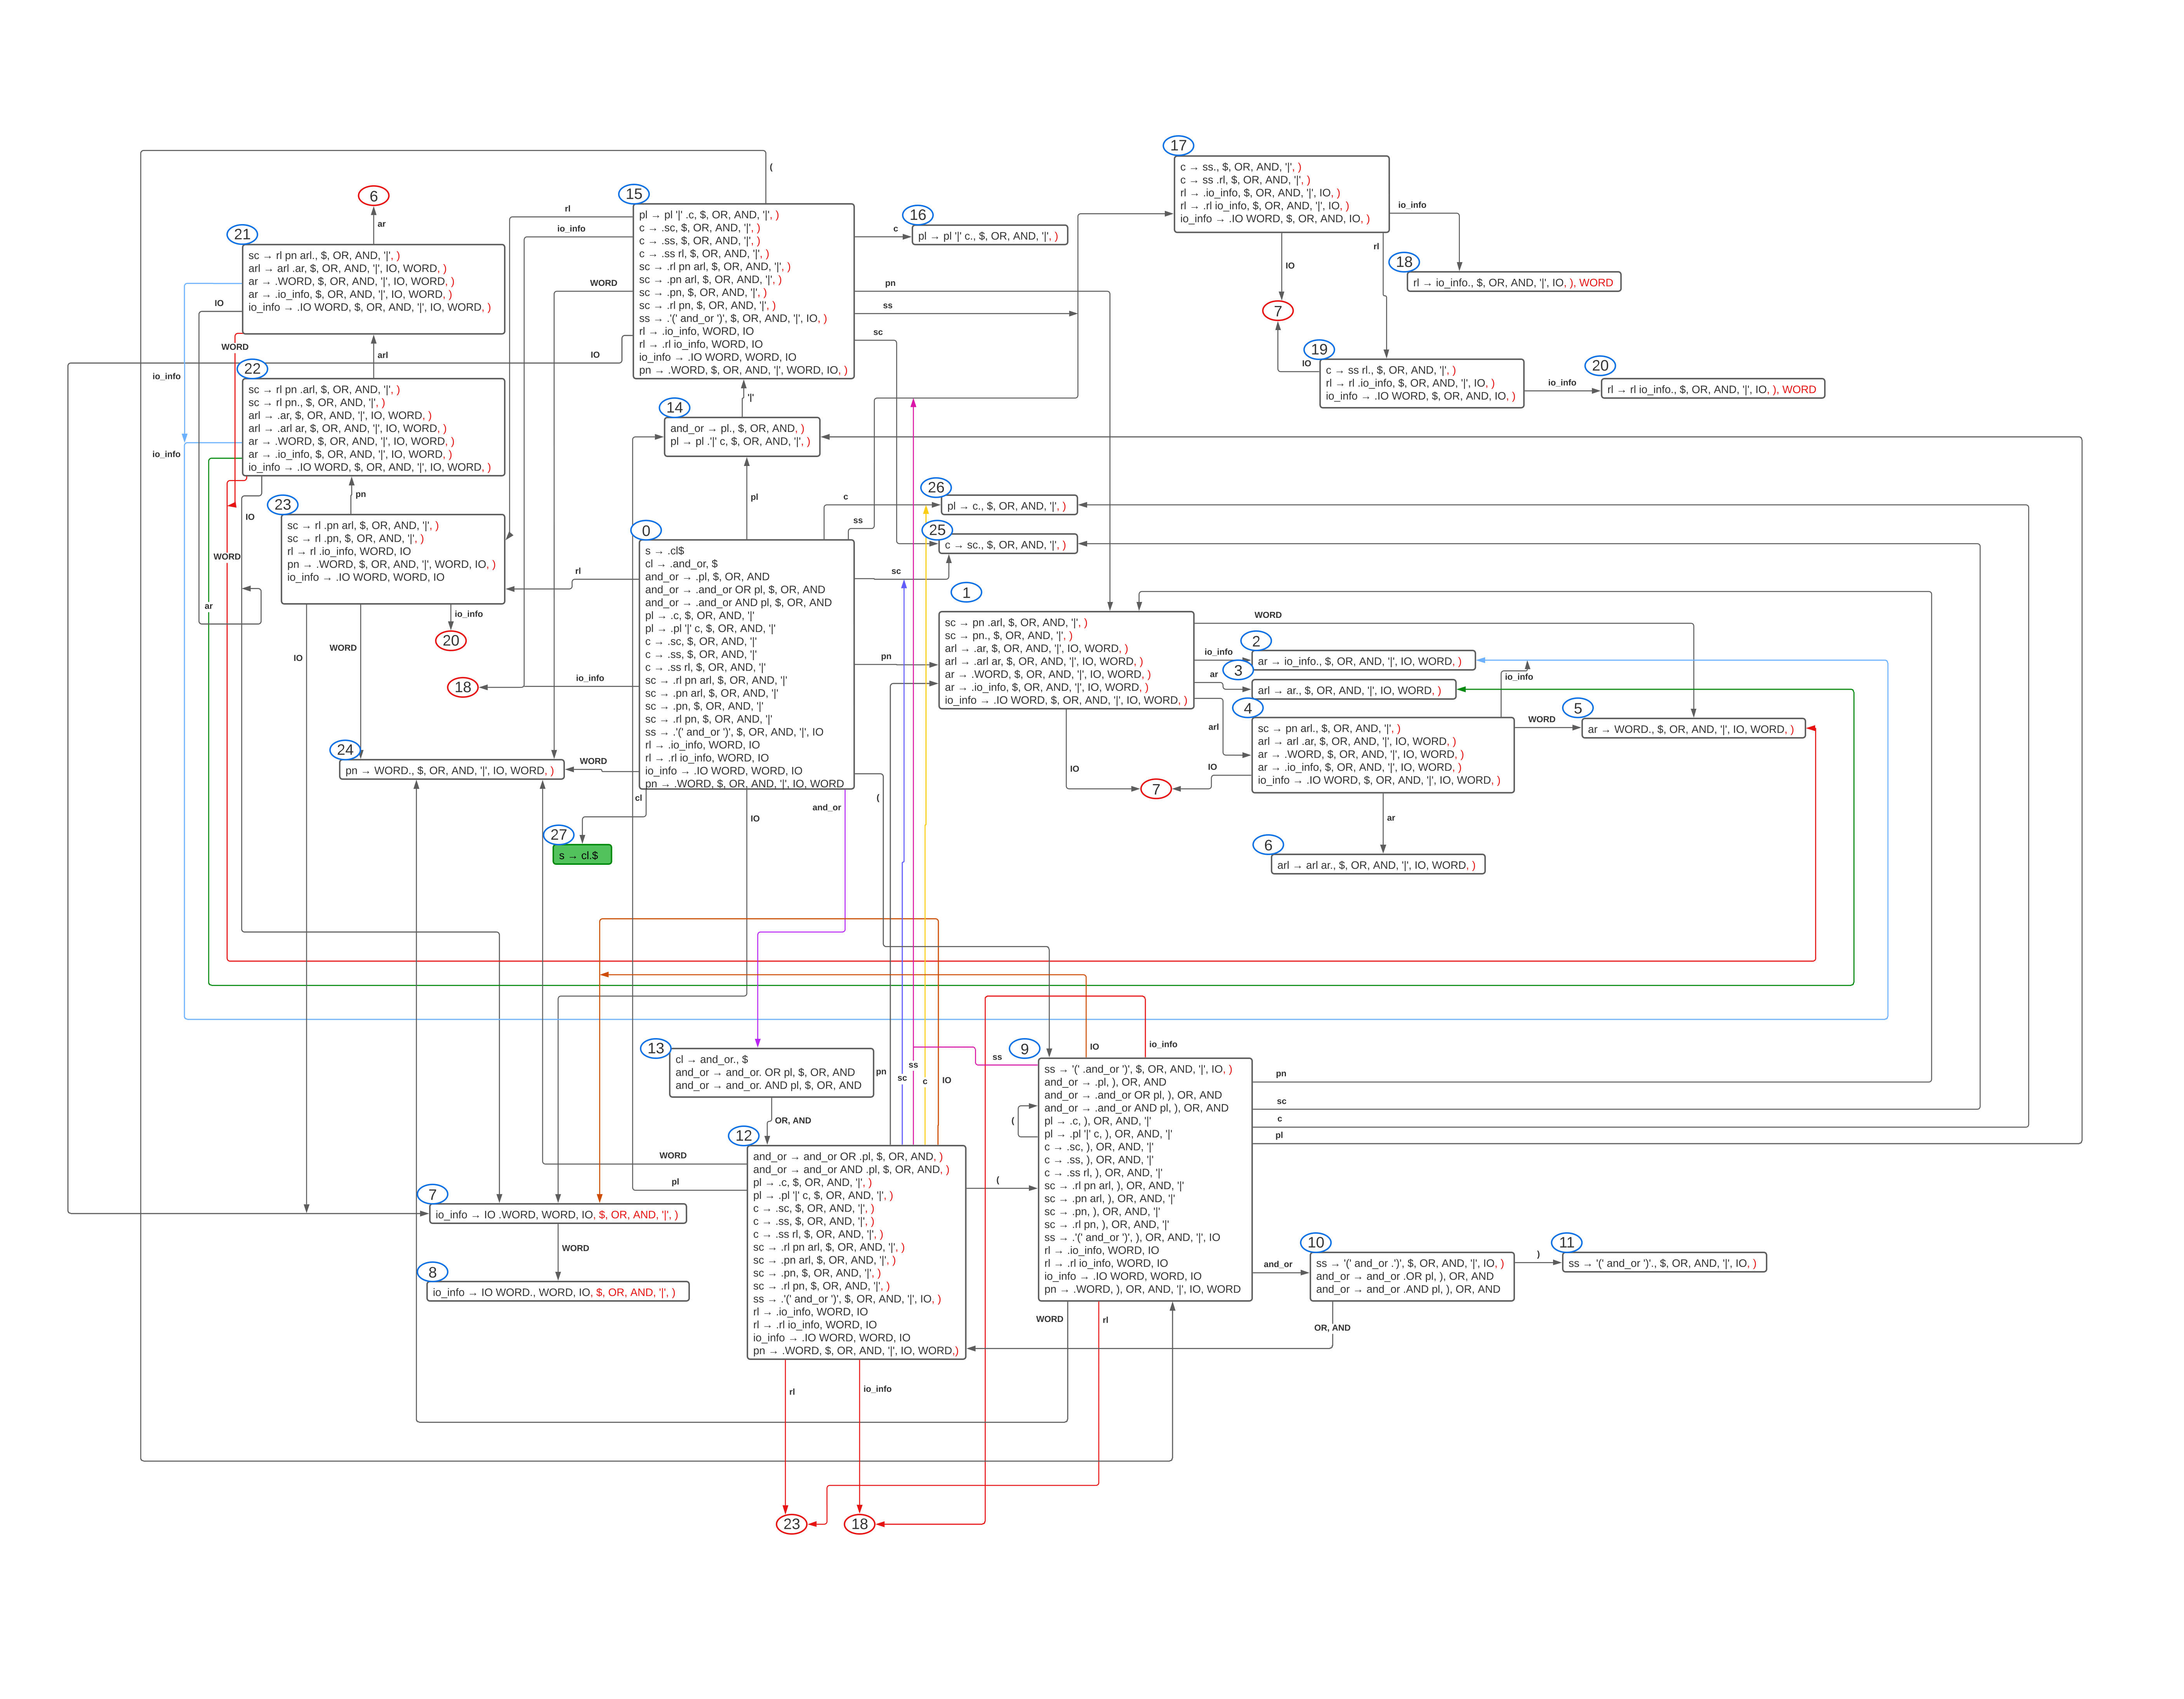 (
17
c → ss., $, OR, AND, '|', )
c → ss .rl, $, OR, AND, '|', )
rl → .io_info, $, OR, AND, '|', IO, )
rl → .rl io_info, $, OR, AND, '|', IO, )
io_info → .IO WORD, $, OR, AND, IO, )
io_info
IO
rl
7
18
rl → io_info., $, OR, AND, '|', IO, ), WORD
19
c → ss rl., $, OR, AND, '|', )
rl → rl .io_info, $, OR, AND, '|', IO, )
io_info → .IO WORD, $, OR, AND, IO, )
IO
io_info
20
rl → rl io_info., $, OR, AND, '|', IO, ), WORD
6
ar
15
pl → pl '|' .c, $, OR, AND, '|', )
c → .sc, $, OR, AND, '|', )
c → .ss, $, OR, AND, '|', )
c → .ss rl, $, OR, AND, '|', )
sc → .rl pn arl, $, OR, AND, '|', )
sc → .pn arl, $, OR, AND, '|', )
sc → .pn, $, OR, AND, '|', )
sc → .rl pn, $, OR, AND, '|', )
ss → .'(' and_or ')', $, OR, AND, '|', IO, )
rl → .io_info, WORD, IO
rl → .rl io_info, WORD, IO
io_info → .IO WORD, WORD, IO
pn → .WORD, $, OR, AND, '|', WORD, IO, )
rl
io_info
WORD
IO
c
pn
ss
sc
'|'
16
pl → pl '|' c., $, OR, AND, '|', )
21
sc → rl pn arl., $, OR, AND, '|', )
arl → arl .ar, $, OR, AND, '|', IO, WORD, )
ar → .WORD, $, OR, AND, '|', IO, WORD, )
ar → .io_info, $, OR, AND, '|', IO, WORD, )
io_info → .IO WORD, $, OR, AND, '|', IO, WORD, )
IO
WORD
arl
io_info
22
sc → rl pn .arl, $, OR, AND, '|', )
sc → rl pn., $, OR, AND, '|', )
arl → .ar, $, OR, AND, '|', IO, WORD, )
arl → .arl ar, $, OR, AND, '|', IO, WORD, )
ar → .WORD, $, OR, AND, '|', IO, WORD, )
ar → .io_info, $, OR, AND, '|', IO, WORD, )
io_info → .IO WORD, $, OR, AND, '|', IO, WORD, )
io_info
pn
IO
WORD
ar
14
and_or → pl., $, OR, AND, )
pl → pl .'|' c, $, OR, AND, '|', )
pl
23
sc → rl .pn arl, $, OR, AND, '|', )
sc → rl .pn, $, OR, AND, '|', )
rl → rl .io_info, WORD, IO
pn → .WORD, $, OR, AND, '|', WORD, IO, )
io_info → .IO WORD, WORD, IO
io_info
20
WORD
IO
18
26
pl → c., $, OR, AND, '|', )
25
c → sc., $, OR, AND, '|', )
0
s → .cl$
cl → .and_or, $
and_or → .pl, $, OR, AND
and_or → .and_or OR pl, $, OR, AND
and_or → .and_or AND pl, $, OR, AND
pl → .c, $, OR, AND, '|'
pl → .pl '|' c, $, OR, AND, '|'
c → .sc, $, OR, AND, '|'
c → .ss, $, OR, AND, '|'
c → .ss rl, $, OR, AND, '|'
sc → .rl pn arl, $, OR, AND, '|'
sc → .pn arl, $, OR, AND, '|'
sc → .pn, $, OR, AND, '|'
sc → .rl pn, $, OR, AND, '|'
ss → .'(' and_or ')', $, OR, AND, '|', IO
rl → .io_info, WORD, IO
rl → .rl io_info, WORD, IO
io_info → .IO WORD, WORD, IO
pn → .WORD, $, OR, AND, '|', IO, WORD
c
ss
rl
sc
io_info
pn
WORD
cl
IO
and_or
(
24
pn → WORD., $, OR, AND, '|', IO, WORD, )
27
s → cl.$
1
sc → pn .arl, $, OR, AND, '|', )
sc → pn., $, OR, AND, '|', )
arl → .ar, $, OR, AND, '|', IO, WORD, )
arl → .arl ar, $, OR, AND, '|', IO, WORD, )
ar → .WORD, $, OR, AND, '|', IO, WORD, )
ar → .io_info, $, OR, AND, '|', IO, WORD, )
io_info → .IO WORD, $, OR, AND, '|', IO, WORD, )
WORD
io_info
ar
arl
IO
2
ar → io_info., $, OR, AND, '|', IO, WORD, )
3
arl → ar., $, OR, AND, '|', IO, WORD, )
io_info
4
sc → pn arl., $, OR, AND, '|', )
arl → arl .ar, $, OR, AND, '|', IO, WORD, )
ar → .WORD, $, OR, AND, '|', IO, WORD, )
ar → .io_info, $, OR, AND, '|', IO, WORD, )
io_info → .IO WORD, $, OR, AND, '|', IO, WORD, )
WORD
IO
7
ar
5
ar → WORD., $, OR, AND, '|', IO, WORD, )
6
arl → arl ar., $, OR, AND, '|', IO, WORD, )
13
cl → and_or., $
and_or → and_or. OR pl, $, OR, AND
and_or → and_or. AND pl, $, OR, AND
OR, AND
pn
sc
ss
c
IO
12
and_or → and_or OR .pl, $, OR, AND, )
and_or → and_or AND .pl, $, OR, AND, )
pl → .c, $, OR, AND, '|', )
pl → .pl '|' c, $, OR, AND, '|', )
c → .sc, $, OR, AND, '|', )
c → .ss, $, OR, AND, '|', )
c → .ss rl, $, OR, AND, '|', )
sc → .rl pn arl, $, OR, AND, '|', )
sc → .pn arl, $, OR, AND, '|', )
sc → .pn, $, OR, AND, '|', )
sc → .rl pn, $, OR, AND, '|', )
ss → .'(' and_or ')', $, OR, AND, '|', IO, )
rl → .io_info, WORD, IO
rl → .rl io_info, WORD, IO
io_info → .IO WORD, WORD, IO
pn → .WORD, $, OR, AND, '|', IO, WORD,)
WORD
pl
(
rl
io_info
7
io_info → IO .WORD, WORD, IO, $, OR, AND, '|', )
WORD
8
io_info → IO WORD., WORD, IO, $, OR, AND, '|', )
9
ss → '(' .and_or ')', $, OR, AND, '|', IO, )
and_or → .pl, ), OR, AND
and_or → .and_or OR pl, ), OR, AND
and_or → .and_or AND pl, ), OR, AND
pl → .c, ), OR, AND, '|'
pl → .pl '|' c, ), OR, AND, '|'
c → .sc, ), OR, AND, '|'
c → .ss, ), OR, AND, '|'
c → .ss rl, ), OR, AND, '|'
sc → .rl pn arl, ), OR, AND, '|'
sc → .pn arl, ), OR, AND, '|'
sc → .pn, ), OR, AND, '|'
sc → .rl pn, ), OR, AND, '|'
ss → .'(' and_or ')', ), OR, AND, '|', IO
rl → .io_info, WORD, IO
rl → .rl io_info, WORD, IO
io_info → .IO WORD, WORD, IO
pn → .WORD, ), OR, AND, '|', IO, WORD
ss
IO
io_info
pn
sc
c
pl
(
and_or
WORD
rl
10
ss → '(' and_or .')', $, OR, AND, '|', IO, )
and_or → and_or .OR pl, ), OR, AND
and_or → and_or .AND pl, ), OR, AND
)
OR, AND
11
ss → '(' and_or ')'., $, OR, AND, '|', IO, )
23
18